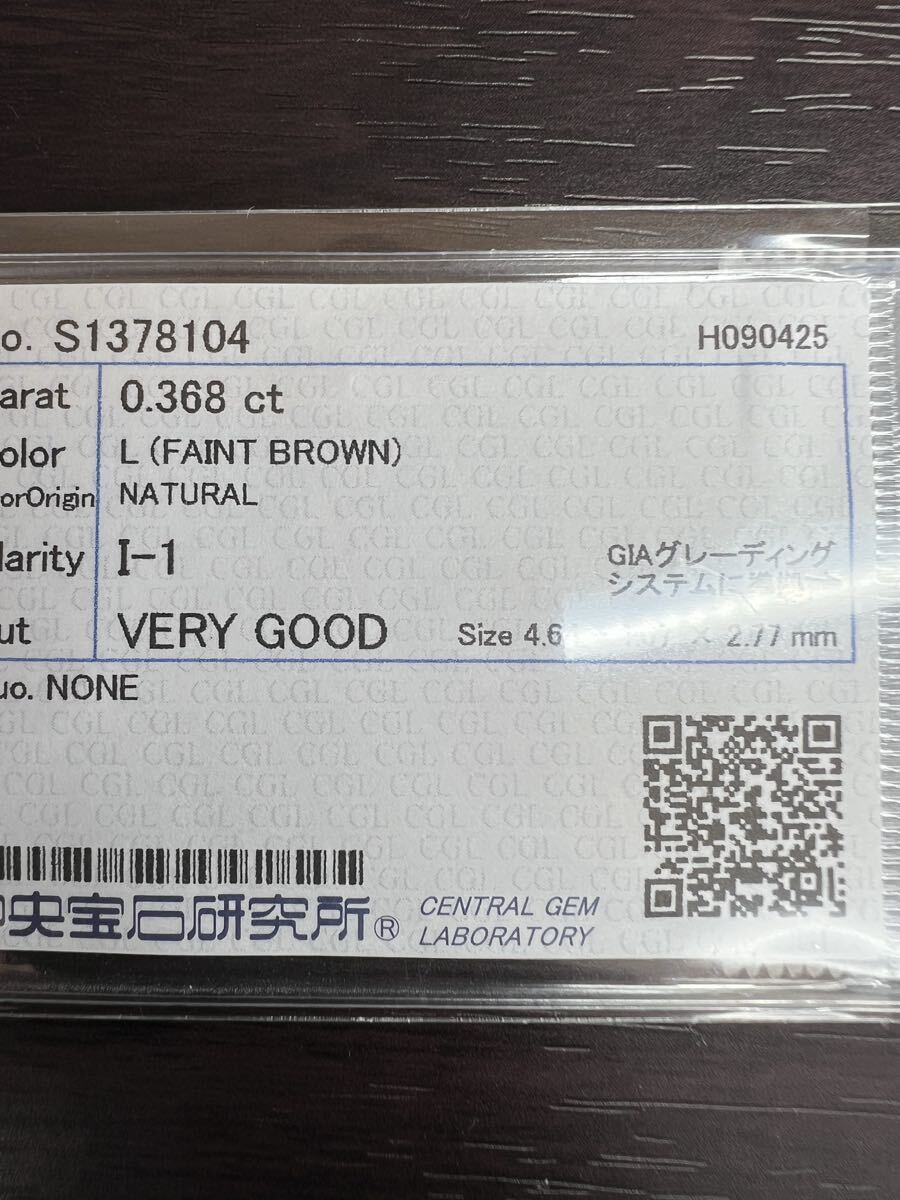 o. S1378104 H090425
arat 0.368 ct
olor L (FAINT BROWN)
orOrigin NATURAL
larity I-1
GIAグレーディング
システムに
ut VERY GOOD Size 4.6 × 2.77 mm
uo. NONE
中央宝石研究所® CENTRAL GEM
LABORATORY